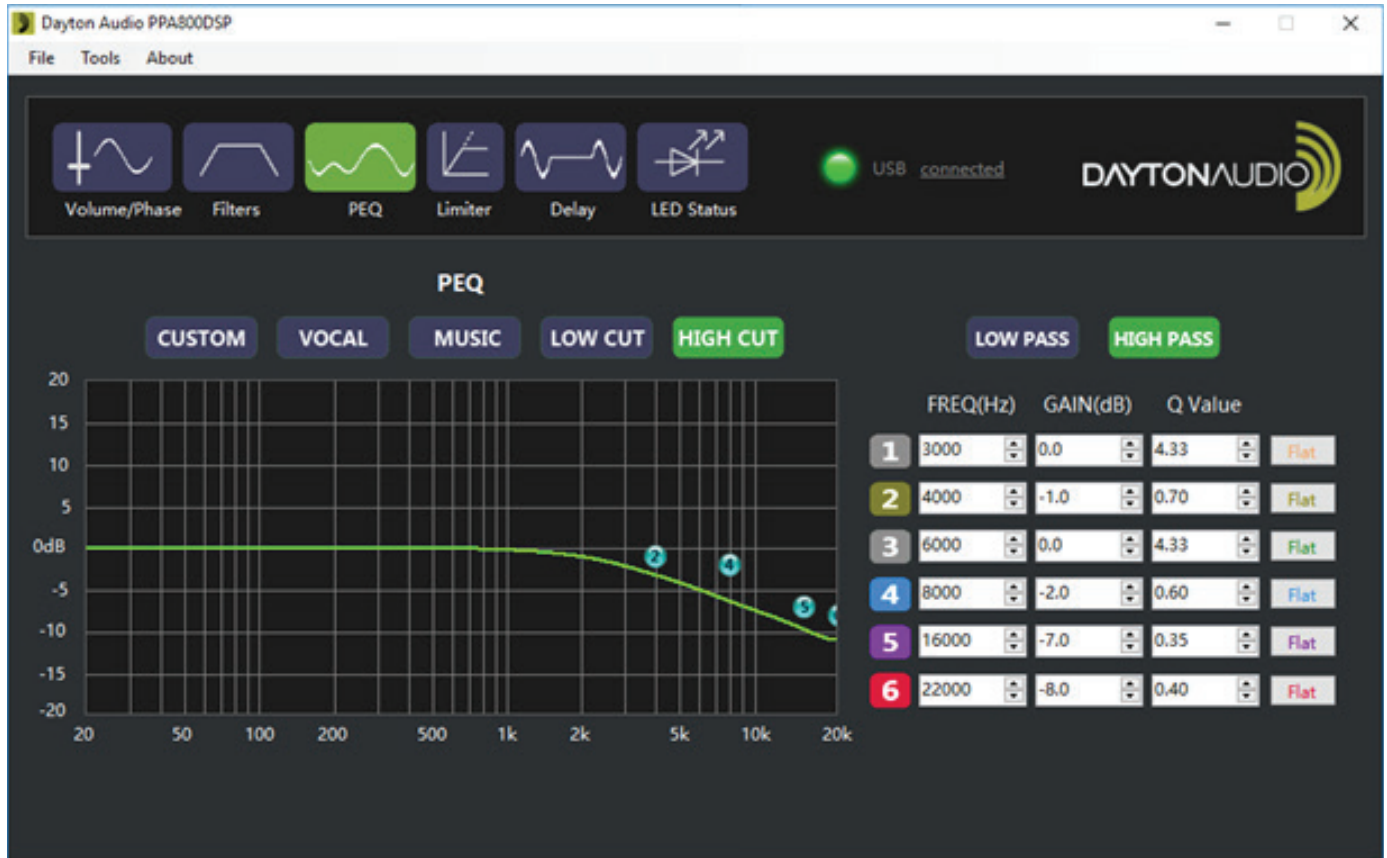 Dayton Audio PPA800DSP
File Tools About
Volume/Phase Filters PEQ Limiter Delay LED Status
USB connected
DAYTONAUDIO
PEQ
CUSTOM VOCAL MUSIC LOW CUT HIGH CUT
LOW PASS HIGH PASS
20
15
10
5
0dB
-5
-10
-15
-20
20 50 100 200 500 1k 2k 5k 10k 20k
2 4 5
FREQ(Hz) GAIN(dB) Q Value
1 3000 0.0 4.33 Flat
2 4000 -1.0 0.70 Flat
3 6000 0.0 4.33 Flat
4 8000 -2.0 0.60 Flat
5 16000 -7.0 0.35 Flat
6 22000 -8.0 0.40 Flat